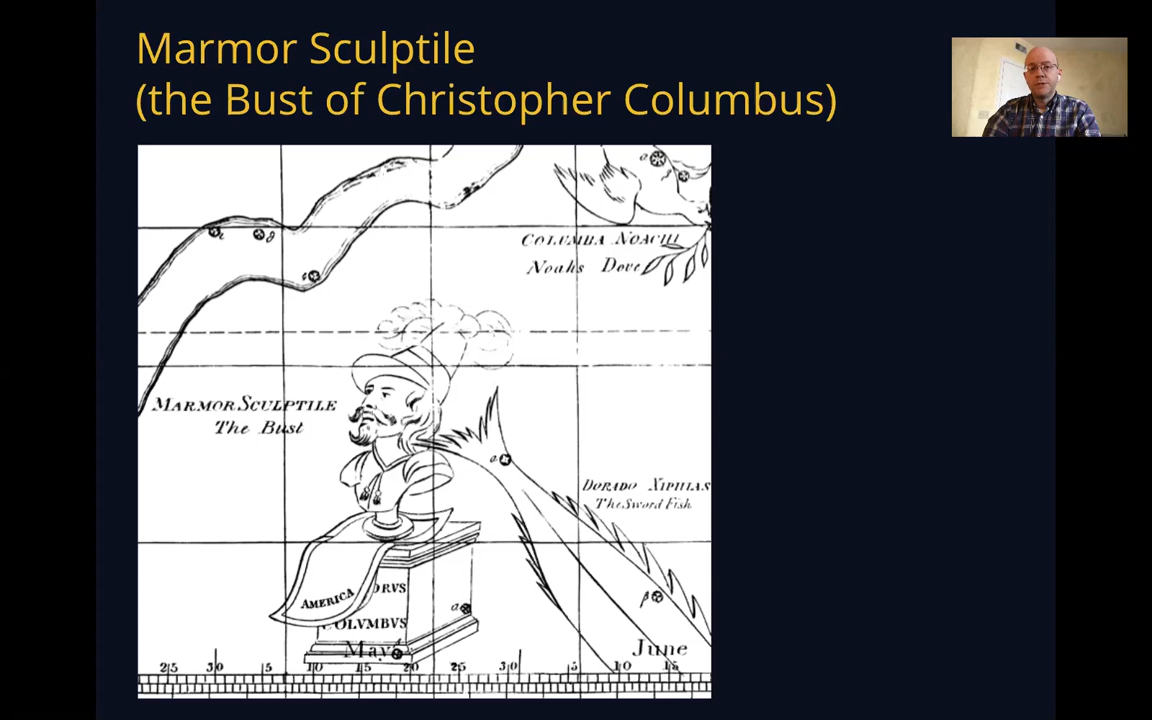 Marmor Sculptile
(the Bust of Christopher Columbus)
COLUMBA NOACHI
Noahs Dove
MARMOR SCULPTILE
The Bust
DORADO XIPHIAS
The Sword Fish
AMERICA
ORVS
COLVMBVS
May
June
25 30 5 10 15 20 25 30 5 10 15
a
a
a
β